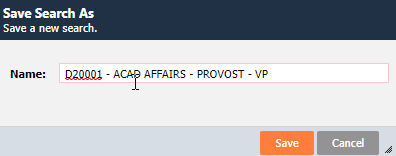 Save Search As
Save a new search.
Name: D20001 - ACAD AFFAIRS - PROVOST - VP
Save Cancel